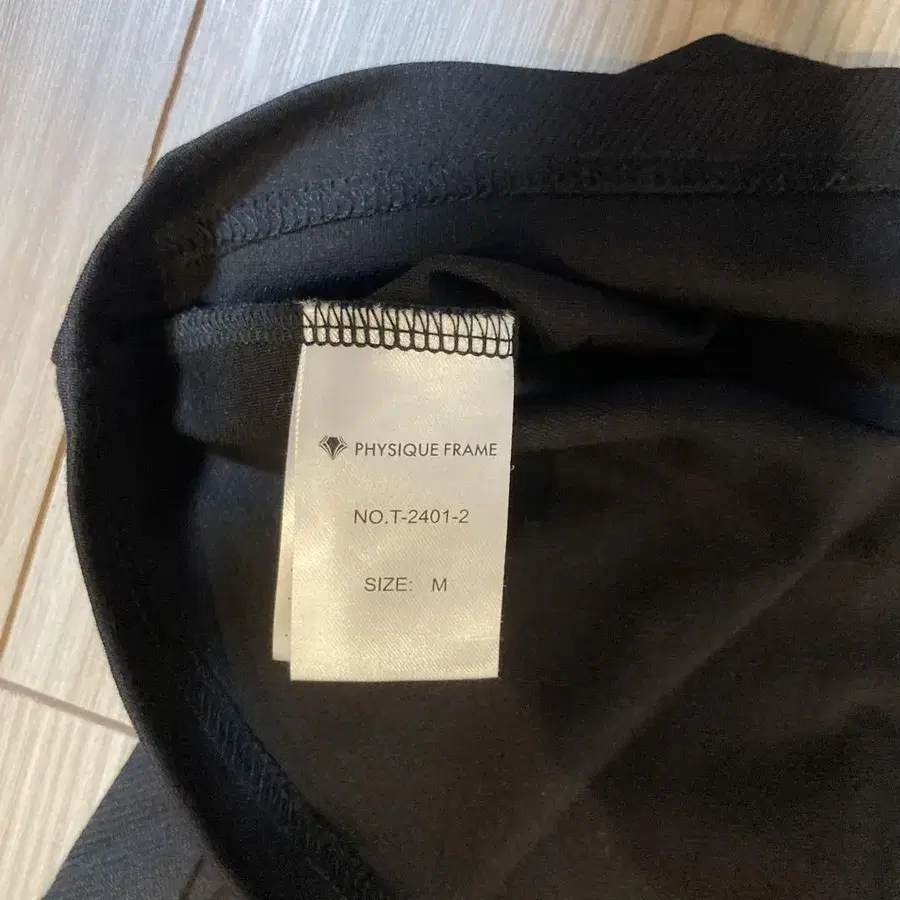 PHYSIQUE FRAME
NO.T-2401-2
SIZE: M